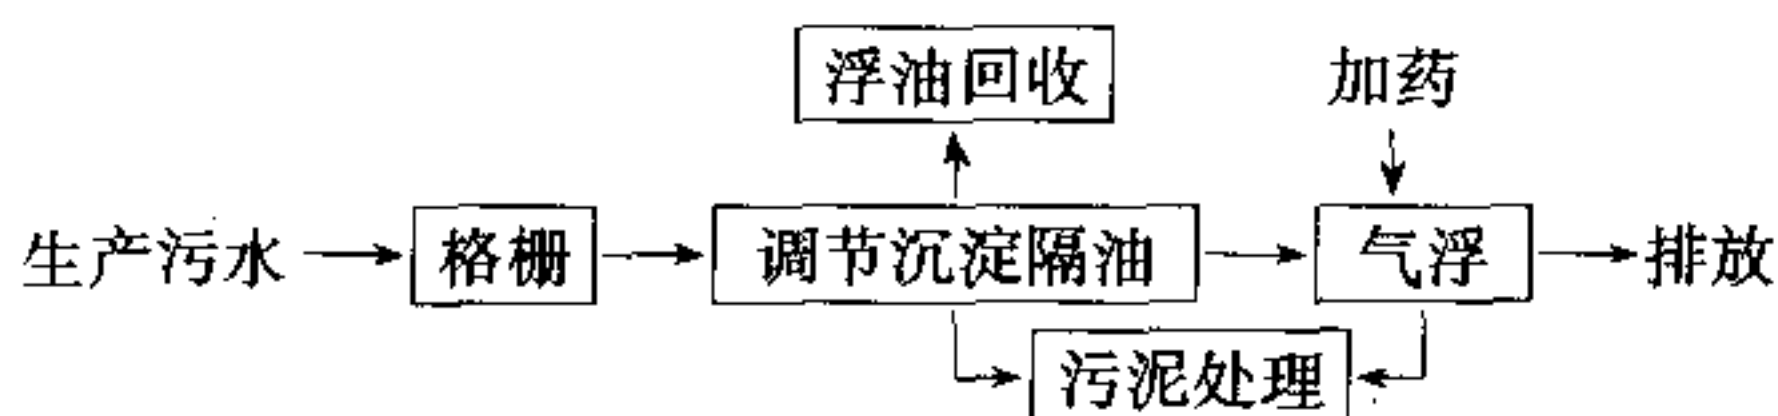 浮油回收
加药
生产污水
格栅
调节沉淀隔油
气浮
排放
污泥处理